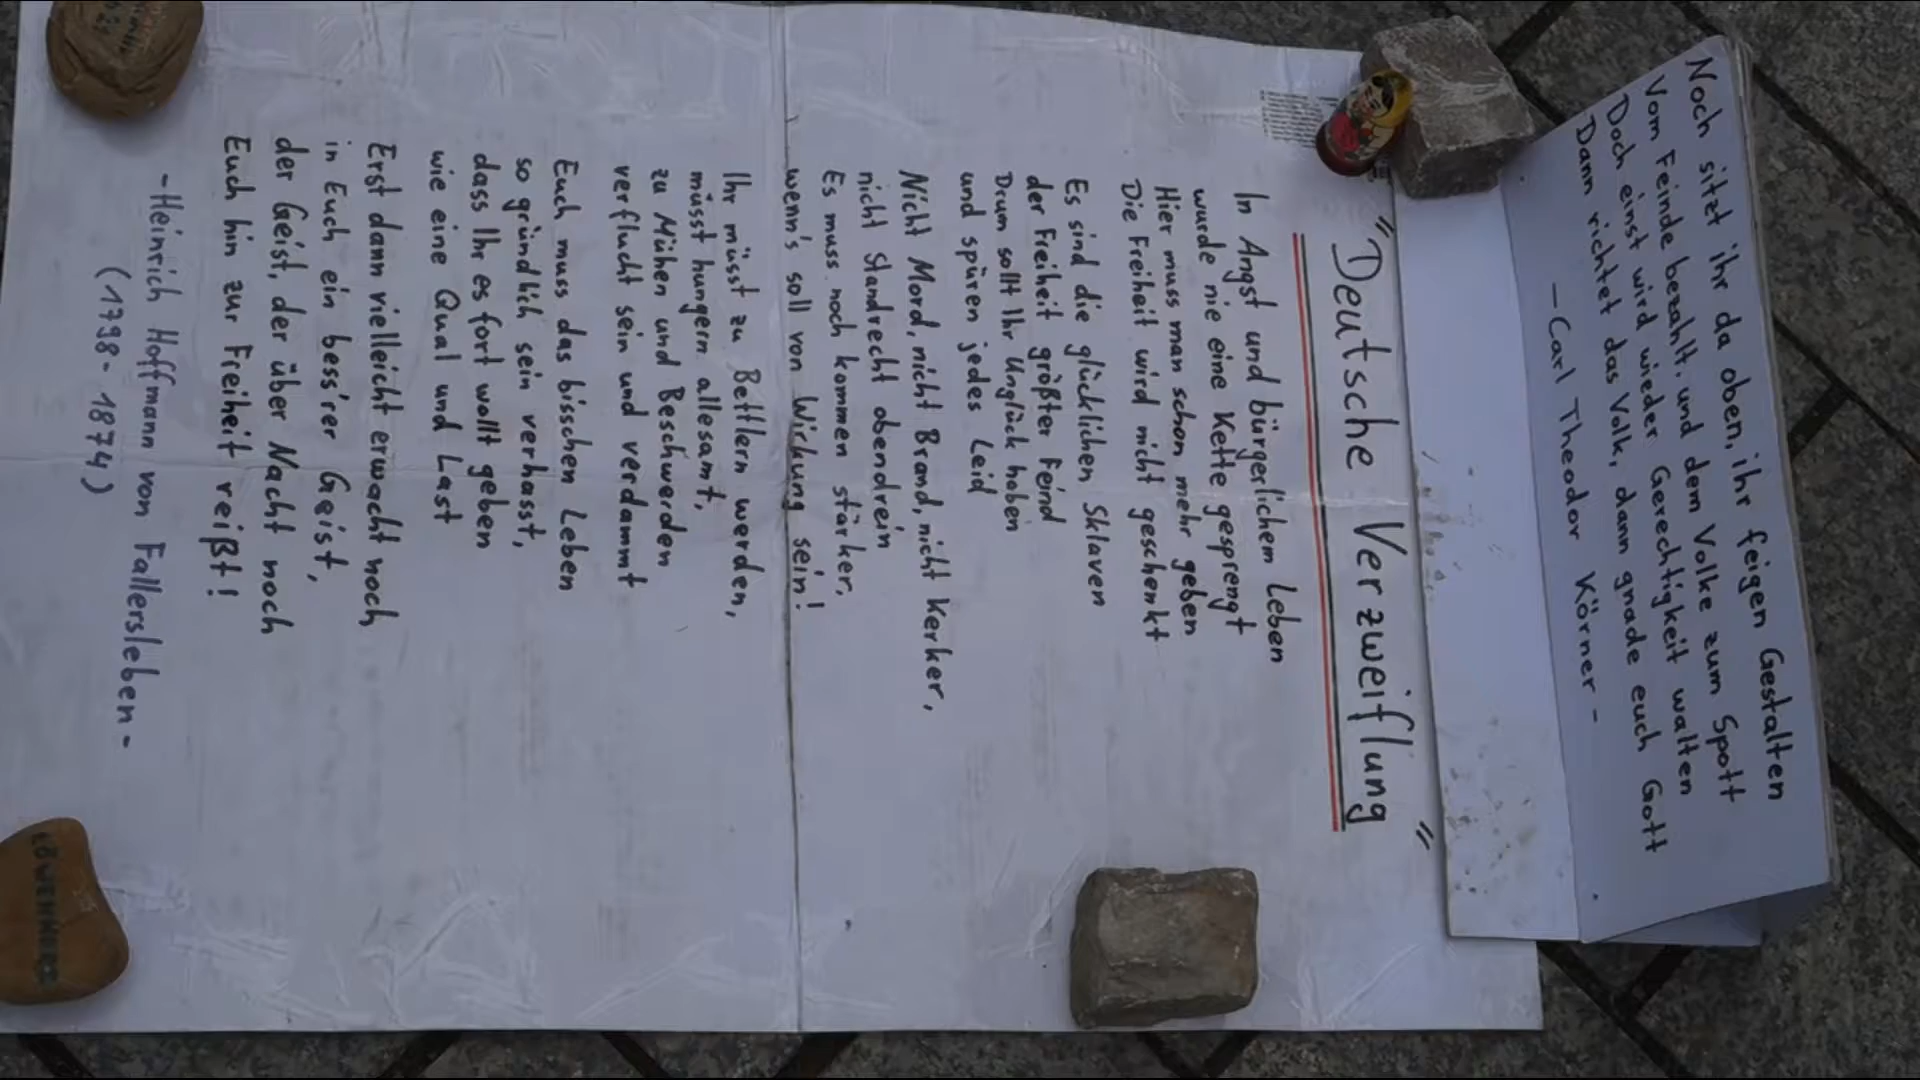 Noch sitzt ihr da oben, ihr feigen Gestalten
Vom Feinde bezahlt, und dem Volke zum Spott
Doch einst wird wieder Gerechtigkeit walten
Dann richtet das Volk, dann gnade euch Gott
- Carl Theodor Körner -
"Deutsche Verzweiflung"
In Angst und bürgerlichem Leben
wurde nie eine Kette gesprengt
Hier muss man schon mehr geben
Die Freiheit wird nicht geschenkt
Es sind die glücklichen Sklaven
der Freiheit größter Feind
Drum sollt Ihr Unglück haben
und spüren jedes Leid
Nicht Mord, nicht Brand, nicht Kerker,
nicht Standrecht obendrein
Es muss noch kommen stärker,
wenn's soll von Wirkung sein!
Ihr müsst zu Bettlern werden,
müsst hungern allesamt,
zu Mühen und Beschwerden
verflucht sein und verdammt
Euch muss das bisschen Leben
so gründlich sein verhasst,
dass Ihr es fort wollt geben
wie eine Qual und Last
Erst dann vielleicht erwacht noch
in Euch ein bess'rer Geist,
der Geist, der über Nacht noch
Euch hin zur Freiheit reißt!
-Heinrich Hoffmann von Fallersleben-
(1798-1874)